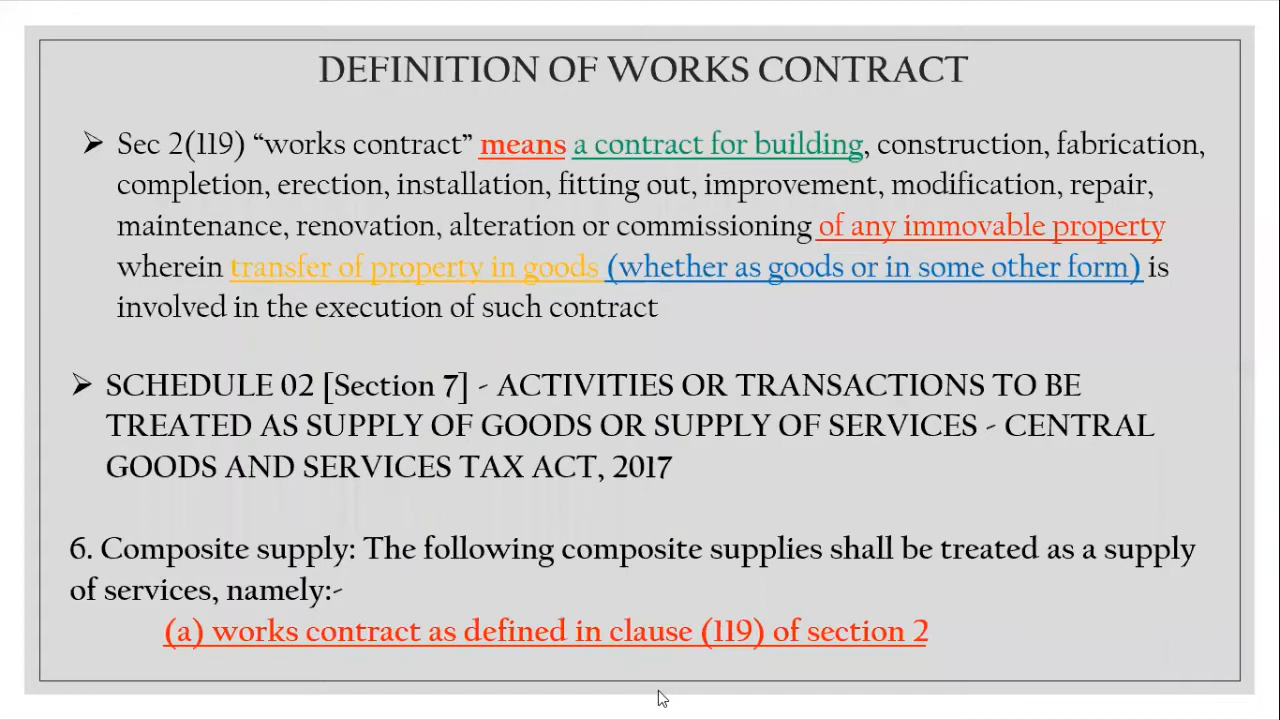 DEFINITION OF WORKS CONTRACT
➢ Sec 2(119) “works contract” means a contract for building, construction, fabrication,
completion, erection, installation, fitting out, improvement, modification, repair,
maintenance, renovation, alteration or commissioning of any immovable property
wherein transfer of property in goods (whether as goods or in some other form) is
involved in the execution of such contract
➢ SCHEDULE 02 [Section 7] - ACTIVITIES OR TRANSACTIONS TO BE
TREATED AS SUPPLY OF GOODS OR SUPPLY OF SERVICES - CENTRAL
GOODS AND SERVICES TAX ACT, 2017
6. Composite supply: The following composite supplies shall be treated as a supply
of services, namely:-
(a) works contract as defined in clause (119) of section 2